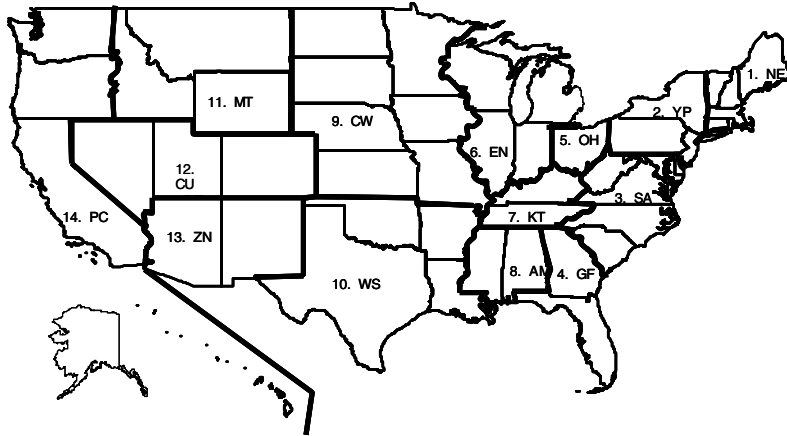 1. NE
2. YP
5. OH
11. MT
9. CW
6. EN
12.
CU
3. SA
14. PC
7. KT
13. ZN
8. AM
4. GF
10. WS